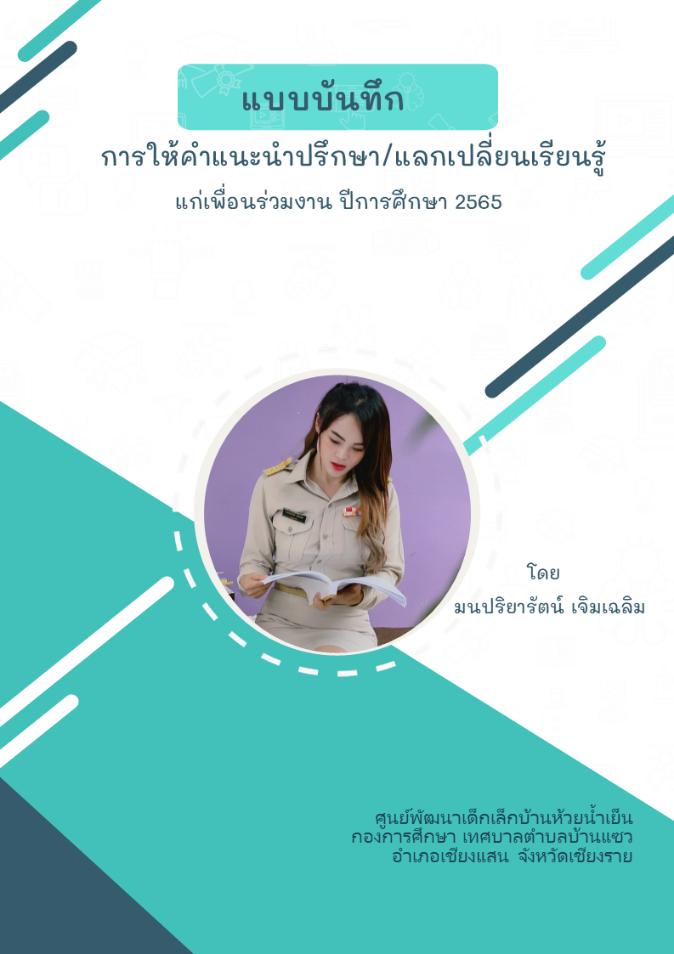 แบบบันทึก
การให้คำแนะนำปรึกษา/แลกเปลี่ยนเรียนรู้
แก่เพื่อนร่วมงาน ปีการศึกษา 2565
โดย
มนปริยารัตน์ เจิมเฉลิม
ศูนย์พัฒนาเด็กเล็กบ้านห้วยน้ำเย็น
กองการศึกษา เทศบาลตำบลบ้านแซว
อำเภอเชียงแสน จังหวัดเชียงราย